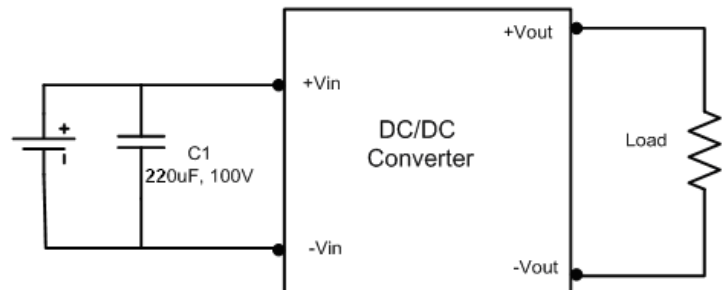 +Vout
+Vin
DC/DC
Converter
Load
+
-
C1
220uF, 100V
-Vin
-Vout